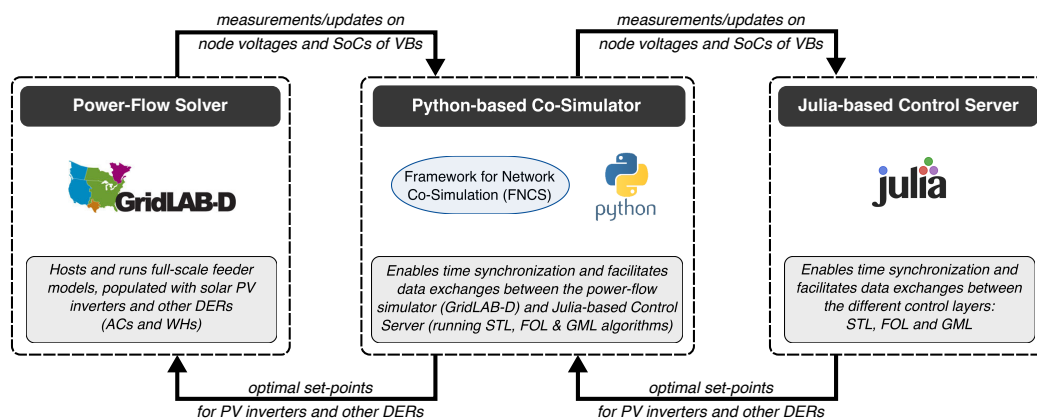 measurements/updates on
node voltages and SoCs of VBs
measurements/updates on
node voltages and SoCs of VBs
Power-Flow Solver
GridLAB-D
Hosts and runs full-scale feeder
models, populated with solar PV
inverters and other DERs
(ACs and WHs)
Python-based Co-Simulator
Framework for Network
Co-Simulation (FNCS)
python
Enables time synchronization and facilitates
data exchanges between the power-flow
simulator (GridLAB-D) and Julia-based Control
Server (running STL, FOL & GML algorithms)
Julia-based Control Server
julia
Enables time synchronization and
facilitates data exchanges between
the different control layers:
STL, FOL and GML
optimal set-points
for PV inverters and other DERs
optimal set-points
for PV inverters and other DERs